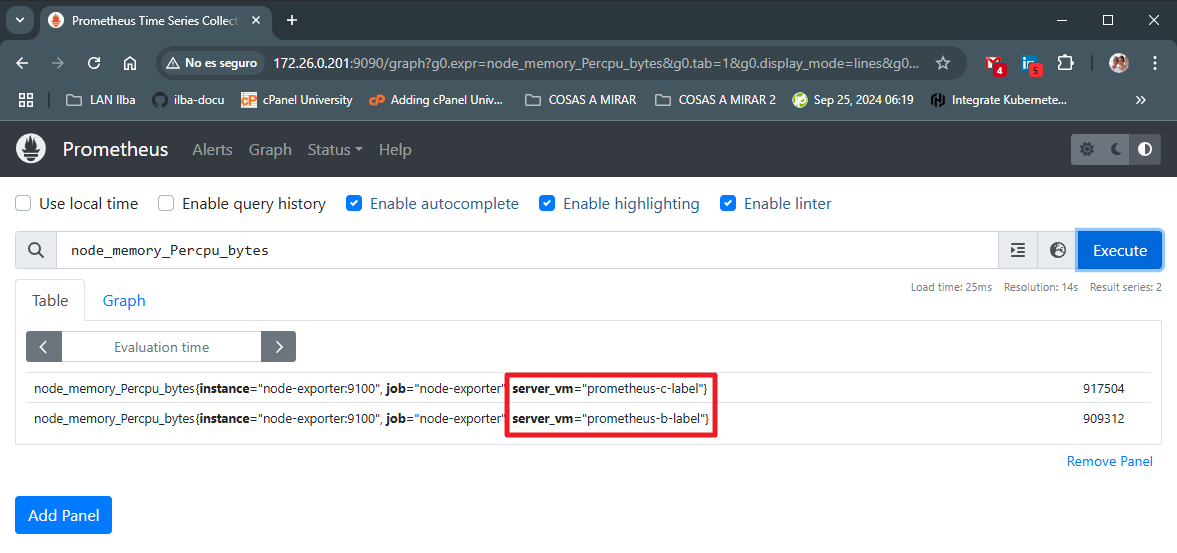 Prometheus Time Series Collect
No es seguro 172.26.0.201:9090/graph?g0.expr=node_memory_Percpu_bytes&g0.tab=1&g0.display_mode=lines&g0... 4 5
LAN Ilba ilba-docu cPanel University Adding cPanel Univ... COSAS A MIRAR COSAS A MIRAR 2 Sep 25, 2024 06:19 Integrate Kubernete...
Prometheus Alerts Graph Status Help
Use local time Enable query history Enable autocomplete Enable highlighting Enable linter
node_memory_Percpu_bytes Execute
Table Graph Load time: 25ms Resolution: 14s Result series: 2
Evaluation time
node_memory_Percpu_bytes{instance="node-exporter:9100", job="node-exporter" server_vm="prometheus-c-label"} 917504
node_memory_Percpu_bytes{instance="node-exporter:9100", job="node-exporter" server_vm="prometheus-b-label"} 909312
Remove Panel
Add Panel